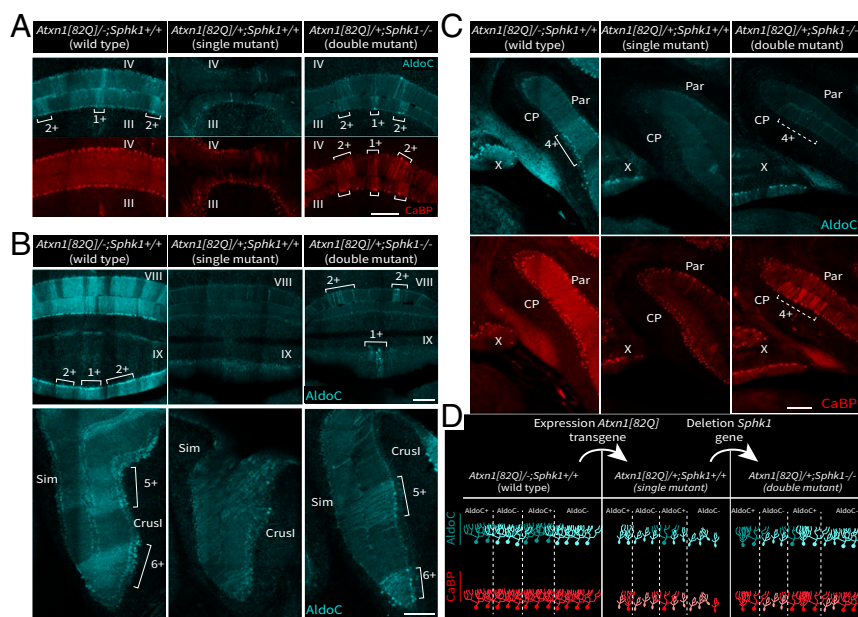 A
Atxn1[82Q]/-;Sphk1+/+
(wild type)
Atxn1[82Q]/+;Sphk1+/+
(single mutant)
Atxn1[82Q]/+;Sphk1-/-
(double mutant)
IV
IV
IV
AldoC
2+
1+
2+
III
III
2+
1+
2+
III
IV
IV
2+
1+
2+
IV
III
III
III
CaBP
B
Atxn1[82Q]/-;Sphk1+/+
(wild type)
Atxn1[82Q]/+;Sphk1+/+
(single mutant)
Atxn1[82Q]/+;Sphk1-/-
(double mutant)
VIII
VIII
2+
2+
VIII
IX
IX
1+
IX
2+
1+
2+
AldoC
Sim
5+
CrusI
6+
Sim
CrusI
CrusI
Sim
5+
6+
AldoC
C
Atxn1[82Q]/-;Sphk1+/+
(wild type)
Atxn1[82Q]/+;Sphk1+/+
(single mutant)
Atxn1[82Q]/+;Sphk1-/-
(double mutant)
Par
CP
4+
X
Par
CP
X
Par
CP
4+
X
AldoC
Par
CP
X
Par
CP
X
Par
CP
4+
X
CaBP
D
Expression Atxn1[82Q]
transgene
Deletion Sphk1
gene
Atxn1[82Q]/-;Sphk1+/+
(wild type)
Atxn1[82Q]/+;Sphk1+/+
(single mutant)
Atxn1[82Q]/+;Sphk1-/-
(double mutant)
AldoC+ AldoC- AldoC+ AldoC-
AldoC+ AldoC- AldoC+ AldoC-
AldoC+ AldoC- AldoC+ AldoC-
AldoC
CaBP